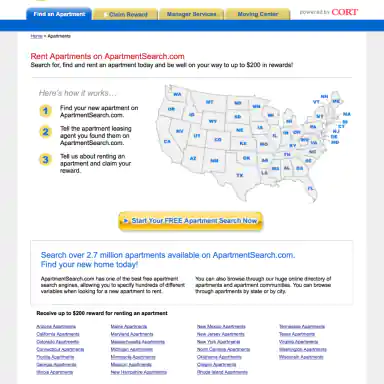 Find an Apartment
Claim Reward
Manager Services
Moving Center
powered by CORT
Home > Apartments
Rent Apartments on ApartmentSearch.com
Search for, find and rent an apartment today and be well on your way to up to $200 in rewards!
Here's how it works...
1 Find your new apartment on
ApartmentSearch.com.
2 Tell the apartment leasing
agent you found them on
ApartmentSearch.com.
3 Tell us about renting an
apartment and claim your
reward.
WA
MT
ND
MN
NH
VT
ME
OR
ID
SD
WI
MI
NY
MA
WY
IA
CT
NV
UT
CO
KS
MO
KY
VA
CA
AZ
NM
OK
AR
TN
NC
TX
LA
AL
GA
FL
Start Your FREE Apartment Search Now
Search over 2.7 million apartments available on ApartmentSearch.com.
Find your new home today!
ApartmentSearch.com has one of the best free apartment
search engines, allowing you to specify hundreds of different
variables when looking for a new apartment to rent.
You can also browse through our huge online directory of
apartments and apartment communities. You can browse
through apartments by state or by city.
Receive up to $200 reward for renting an apartment
Arizona Apartments
California Apartments
Colorado Apartments
Connecticut Apartments
Florida Apartments
Georgia Apartments
Illinois Apartments
Maine Apartments
Maryland Apartments
Massachusetts Apartments
Michigan Apartments
Minnesota Apartments
Missouri Apartments
New Hampshire Apartments
New Mexico Apartments
New Jersey Apartments
New York Apartments
North Carolina Apartments
Oklahoma Apartments
Oregon Apartments
Rhode Island Apartments
Tennessee Apartments
Texas Apartments
Virginia Apartments
Washington Apartments
Wisconsin Apartments